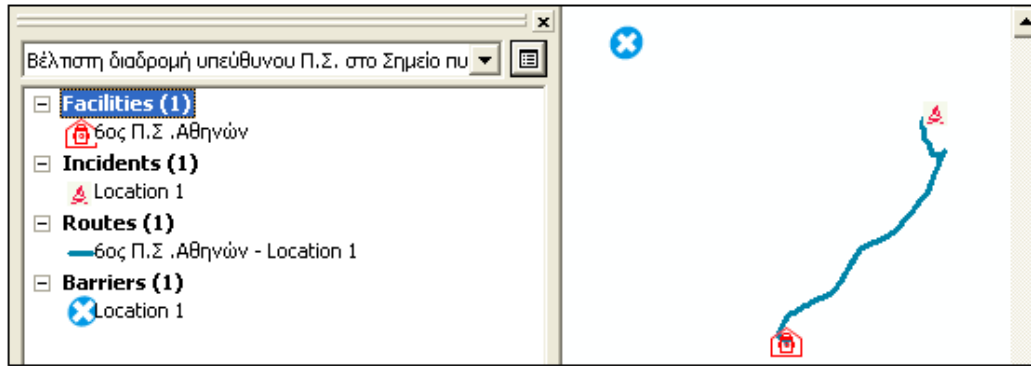 Βέλτιστη διαδρομή υπεύθυνου Π.Σ. στο Σημείο πυ
Facilities (1)
6ος Π.Σ .Αθηνών
Incidents (1)
Location 1
Routes (1)
6ος Π.Σ .Αθηνών - Location 1
Barriers (1)
Location 1